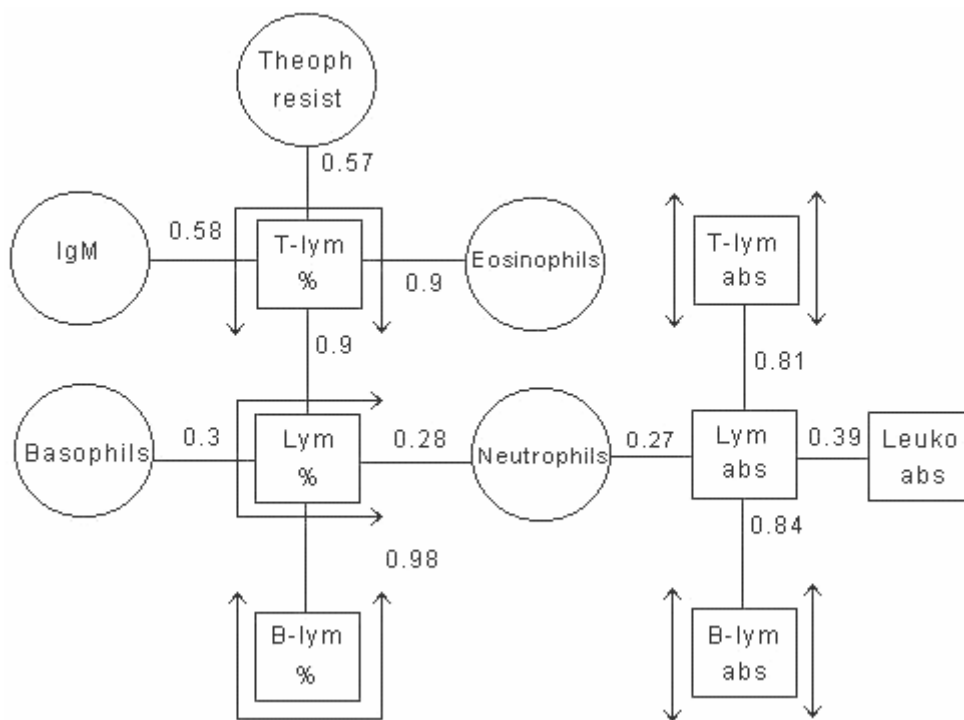 Theoph
resist
0.57
IgM
0.58
T-lym
%
0.9
Eosinophils
T-lym
abs
0.9
0.81
Basophils
0.3
Lym
%
0.28
Neutrophils
0.27
Lym
abs
0.39
Leuko
abs
0.98
0.84
B-lym
%
B-lym
abs